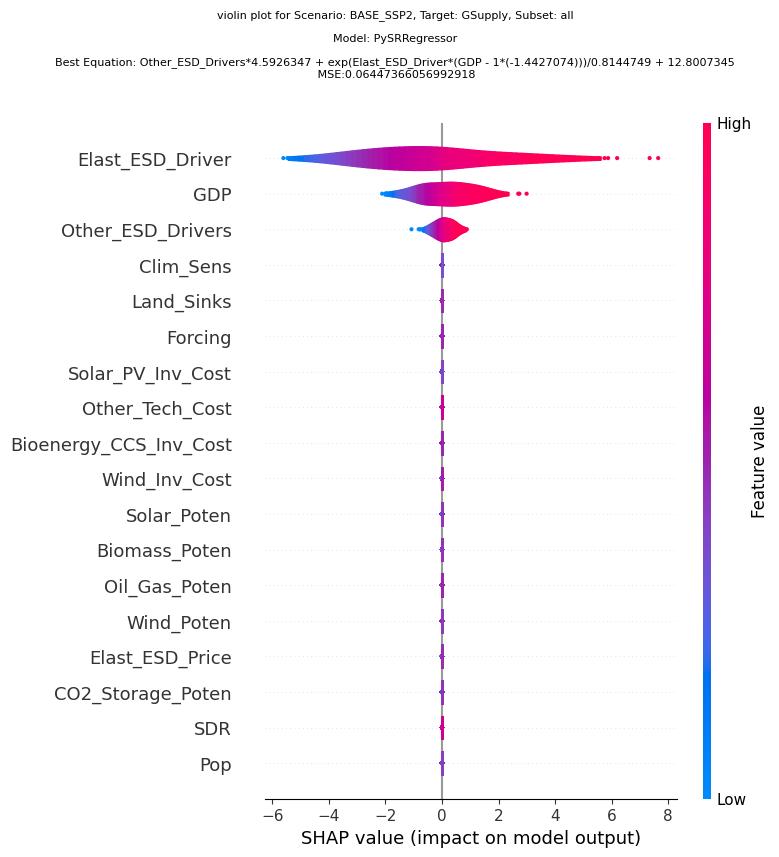 violin plot for Scenario: BASE_SSP2, Target: GSupply, Subset: all
Model: PySRRegressor
Best Equation: Other_ESD_Drivers*4.5926347 + exp(Elast_ESD_Driver*(GDP - 1*(-1.4427074)))/0.8144749 + 12.8007345
MSE:0.06447366056992918
High
Elast_ESD_Driver
GDP
Other_ESD_Drivers
Clim_Sens
Land_Sinks
Forcing
Solar_PV_Inv_Cost
Other_Tech_Cost
Bioenergy_CCS_Inv_Cost
Wind_Inv_Cost
Solar_Poten
Biomass_Poten
Oil_Gas_Poten
Wind_Poten
Elast_ESD_Price
CO2_Storage_Poten
SDR
Pop
Feature value
Low
−6 −4 −2 0 2 4 6 8
SHAP value (impact on model output)